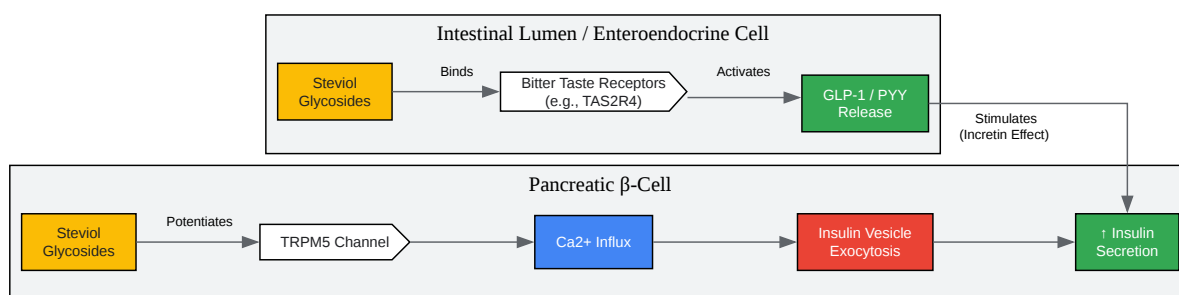 Intestinal Lumen / Enteroendocrine Cell
Steviol
Glycosides
Binds
Bitter Taste Receptors
(e.g., TAS2R4)
Activates
GLP-1 / PYY
Release
Stimulates
(Incretin Effect)
Pancreatic β-Cell
Steviol
Glycosides
Potentiates
TRPM5 Channel
Ca2+ Influx
Insulin Vesicle
Exocytosis
↑ Insulin
Secretion